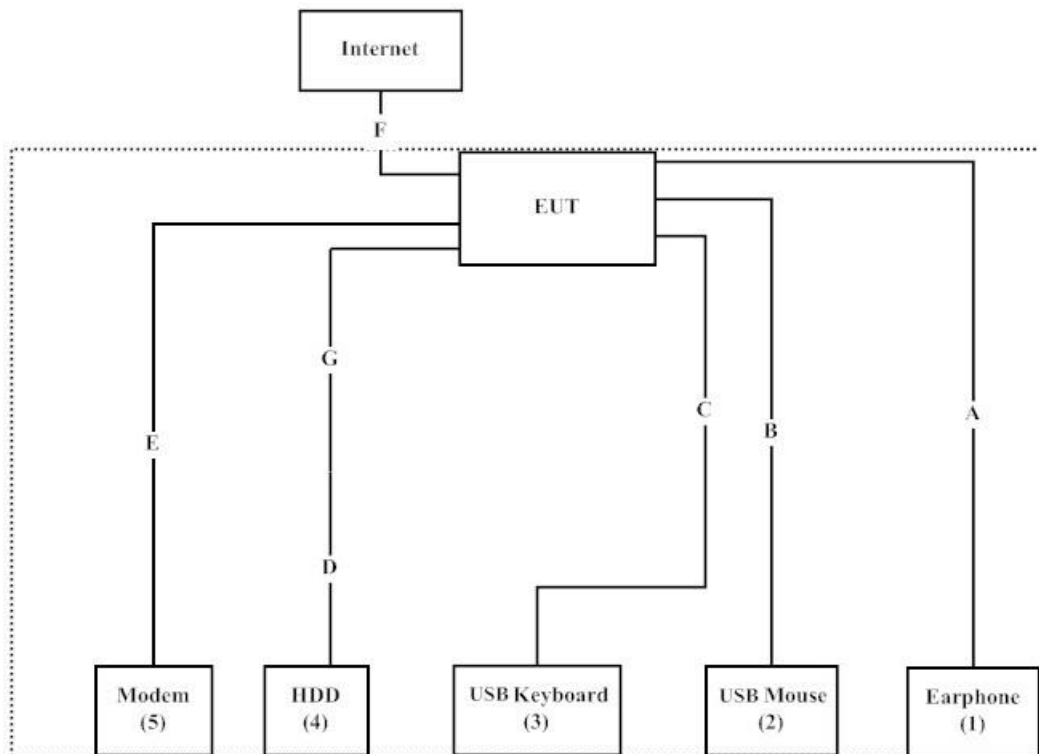 Internet
F
EUT
G
C
A
B
E
D
Modem
(5)
HDD
(4)
USB Keyboard
(3)
USB Mouse
(2)
Earphone
(1)